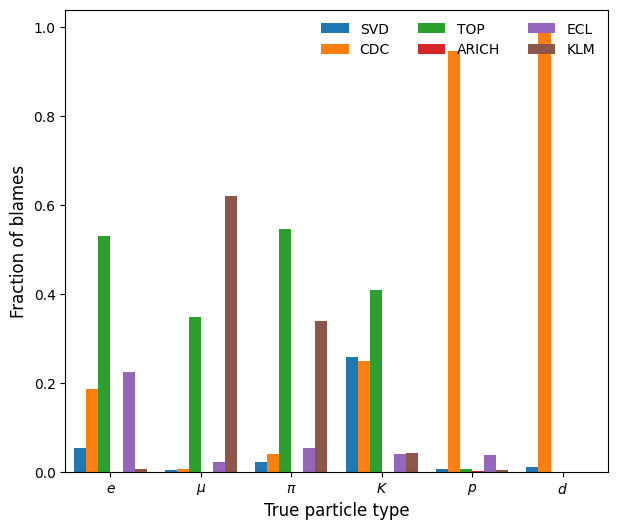 SVD TOP ECL
CDC ARICH KLM
1.0
0.8
0.6
0.4
0.2
0.0
Fraction of blames
e μ π K p d
True particle type